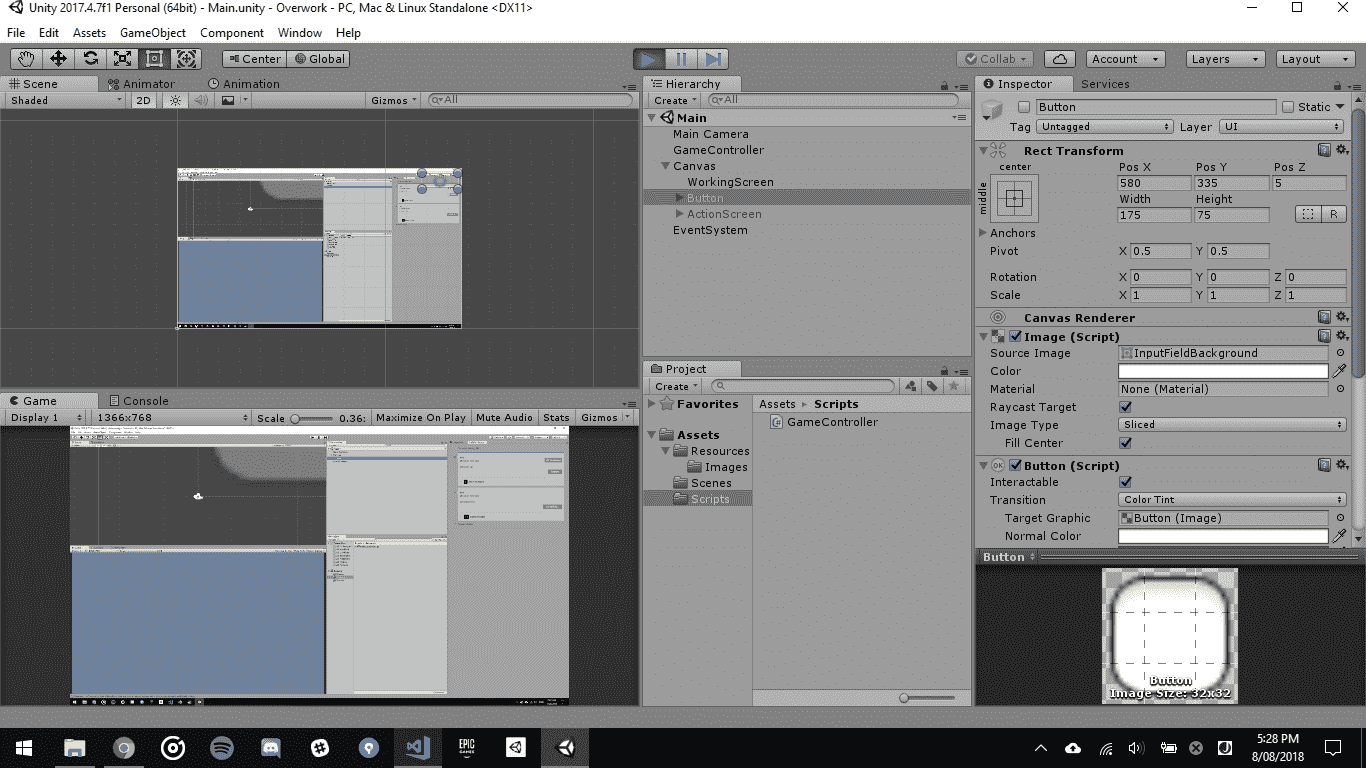 Unity 2017.4.7f1 Personal (64bit) - Main.unity - Overwork - PC, Mac & Linux Standalone <DX11>
File Edit Assets GameObject Component Window Help
Center Global Collab Account Layers Layout
Scene Animator Animation
Shaded 2D Gizmos All
Game Console
Display 1 1366x768 Scale 0.36: Maximize On Play Mute Audio Stats Gizmos
Hierarchy
Create All
Main
Main Camera
GameController
Canvas
WorkingScreen
Button
ActionScreen
EventSystem
Project
Create
Favorites
Assets
Resources
Images
Scenes
Scripts
Assets Scripts
GameController
Inspector Services
Button Static
Tag Untagged Layer UI
Rect Transform
center
middle
Pos X Pos Y Pos Z
580 335 5
Width Height
175 75
R
Anchors
Pivot X 0.5 Y 0.5
Rotation X 0 Y 0 Z 0
Scale X 1 Y 1 Z 1
Canvas Renderer
Image (Script)
Source Image InputFieldBackground
Color
Material None (Material)
Raycast Target
Image Type Sliced
Fill Center
OK Button (Script)
Interactable
Transition Color Tint
Target Graphic Button (Image)
Normal Color
Button
Button
Image Size: 32x32
EPIC GAMES
5:28 PM
8/08/2018